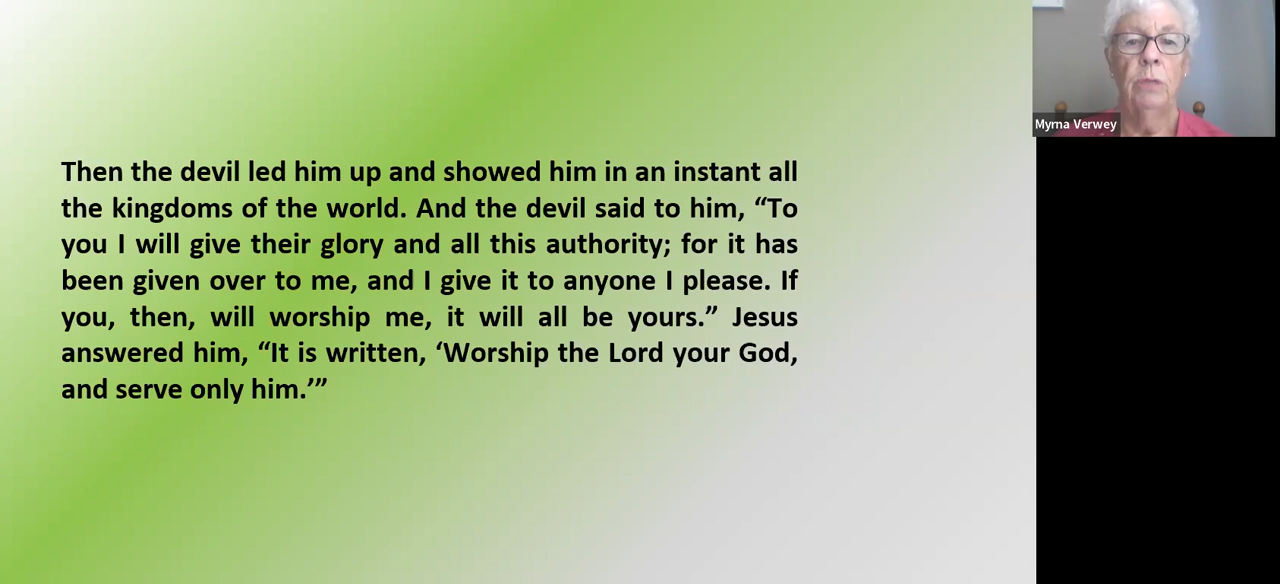 Then the devil led him up and showed him in an instant all
the kingdoms of the world. And the devil said to him, “To
you I will give their glory and all this authority; for it has
been given over to me, and I give it to anyone I please. If
you, then, will worship me, it will all be yours.” Jesus
answered him, “It is written, ‘Worship the Lord your God,
and serve only him.’”
Myrna Verwey